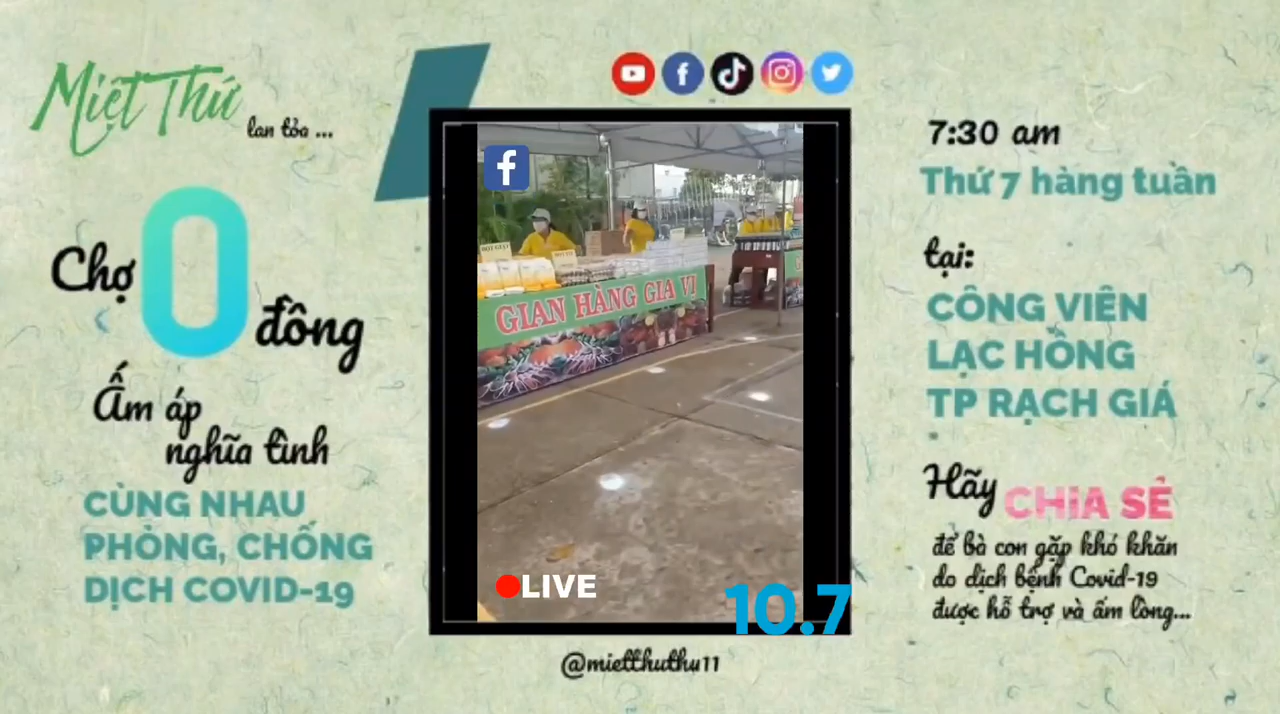 Miệt Thứ
lan tỏa ...
Chợ 0 đồng
Ấm áp
nghĩa tình
CÙNG NHAU
PHÒNG, CHỐNG
DỊCH COVID-19
GIAN HÀNG GIA VỊ
LIVE
10.7
@mietthuthu11
7:30 am
Thứ 7 hàng tuần
tại:
CÔNG VIÊN
LẠC HỒNG
TP RẠCH GIÁ
Hãy CHIA SẺ
để bà con gặp khó khăn
do dịch bệnh Covid-19
được hỗ trợ và ấm lòng...